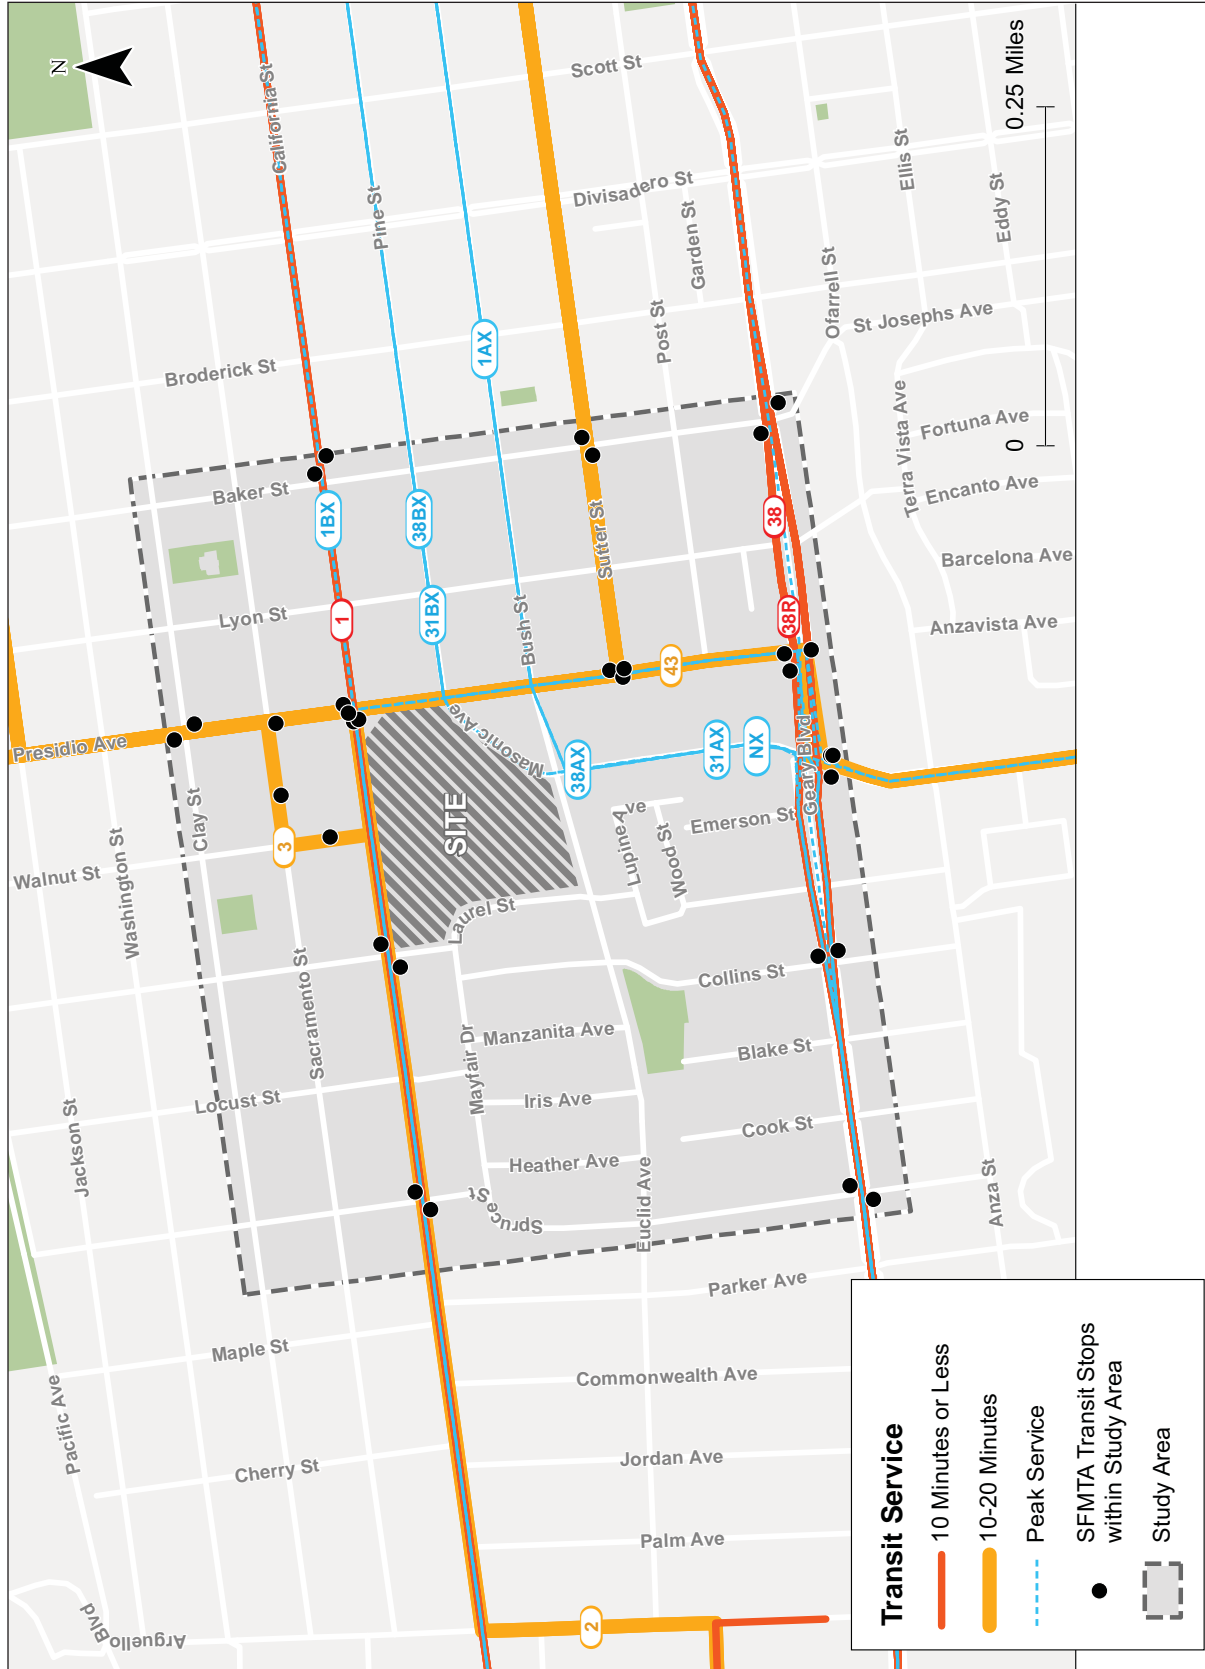 N
California St
Pine St
Scott St
Divisadero St
Garden St
Post St
Ofarrell St
Ellis St
Eddy St
St Josephs Ave
Broderick St
1AX
Baker St
1BX
38BX
Sutter St
38
Terra Vista Ave
Fortuna Ave
Encanto Ave
Barcelona Ave
Anzavista Ave
Lyon St
1
31BX
Bush St
38R
43
Presidio Ave
Masonic Ave
38AX
31AX
NX
Geary Blvd
Clay St
3
SITE
Emerson St
Lupine Ave
Wood St
Walnut St
Washington St
Laurel St
Sacramento St
Collins St
Manzanita Ave
Mayfair Dr
Blake St
Locust St
Iris Ave
Cook St
Jackson St
Heather Ave
Spruce St
Euclid Ave
Anza St
Parker Ave
Maple St
Commonwealth Ave
Pacific Ave
Cherry St
Jordan Ave
Palm Ave
Arguello Blvd
2
0
0.25 Miles
Transit Service
10 Minutes or Less
10-20 Minutes
Peak Service
SFMTA Transit Stops
within Study Area
Study Area